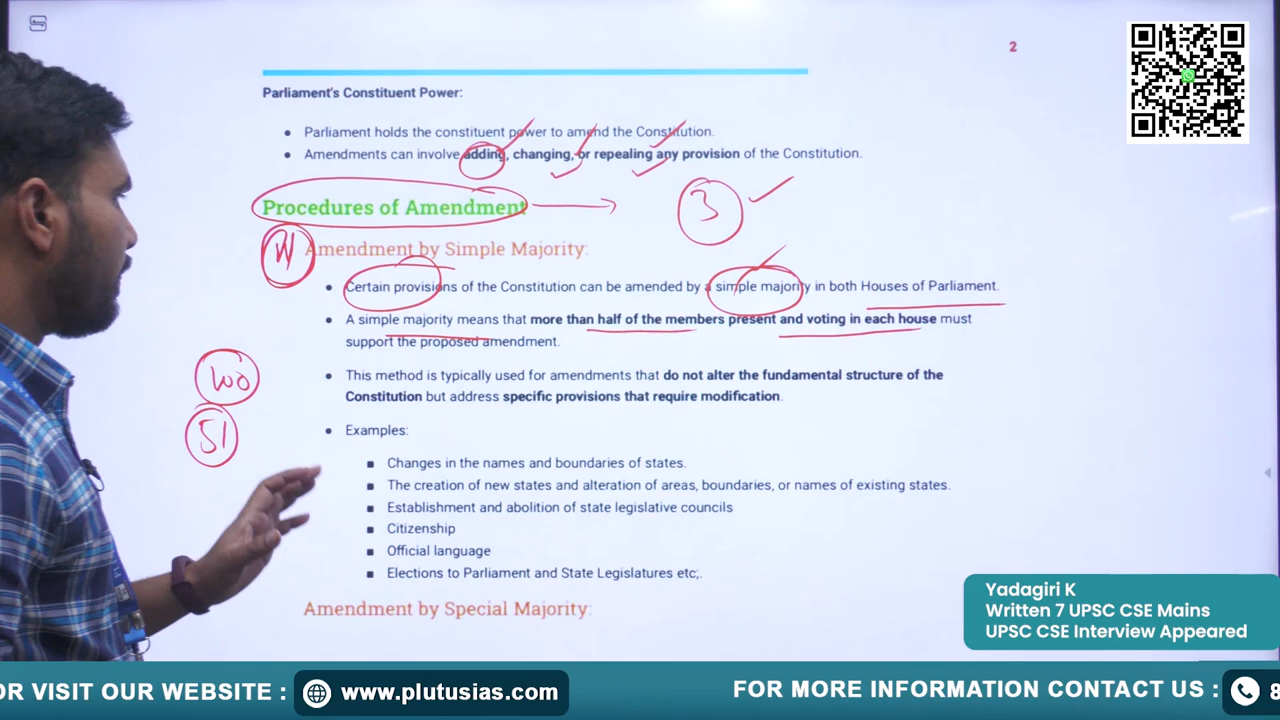 2
Parliament's Constituent Power:
• Parliament holds the constituent power to amend the Constitution.
• Amendments can involve adding, changing, or repealing any provision of the Constitution.
Procedures of Amendment
3
Amendment by Simple Majority:
• Certain provisions of the Constitution can be amended by a simple majority in both Houses of Parliament.
• A simple majority means that more than half of the members present and voting in each house must
support the proposed amendment.
100
• This method is typically used for amendments that do not alter the fundamental structure of the
Constitution but address specific provisions that require modification.
51
• Examples:
▪ Changes in the names and boundaries of states.
▪ The creation of new states and alteration of areas, boundaries, or names of existing states.
▪ Establishment and abolition of state legislative councils
▪ Citizenship
▪ Official language
▪ Elections to Parliament and State Legislatures etc;.
Amendment by Special Majority:
Yadagiri K
Written 7 UPSC CSE Mains
UPSC CSE Interview Appeared
OR VISIT OUR WEBSITE : www.plutusias.com FOR MORE INFORMATION CONTACT US : 8